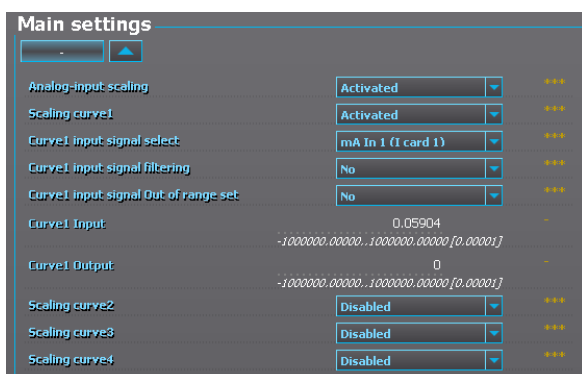 Main settings
-
Analog-input scaling Activated ***
Scaling curve1 Activated ***
Curve1 input signal select mA In 1 (I card 1) ***
Curve1 input signal filtering No ***
Curve1 input signal Out of range set No ***
Curve1 Input 0.05904 -
-1000000.00000..1000000.00000 [0.00001]
Curve1 Output 0 -
-1000000.00000..1000000.00000 [0.00001]
Scaling curve2 Disabled ***
Scaling curve3 Disabled ***
Scaling curve4 Disabled ***